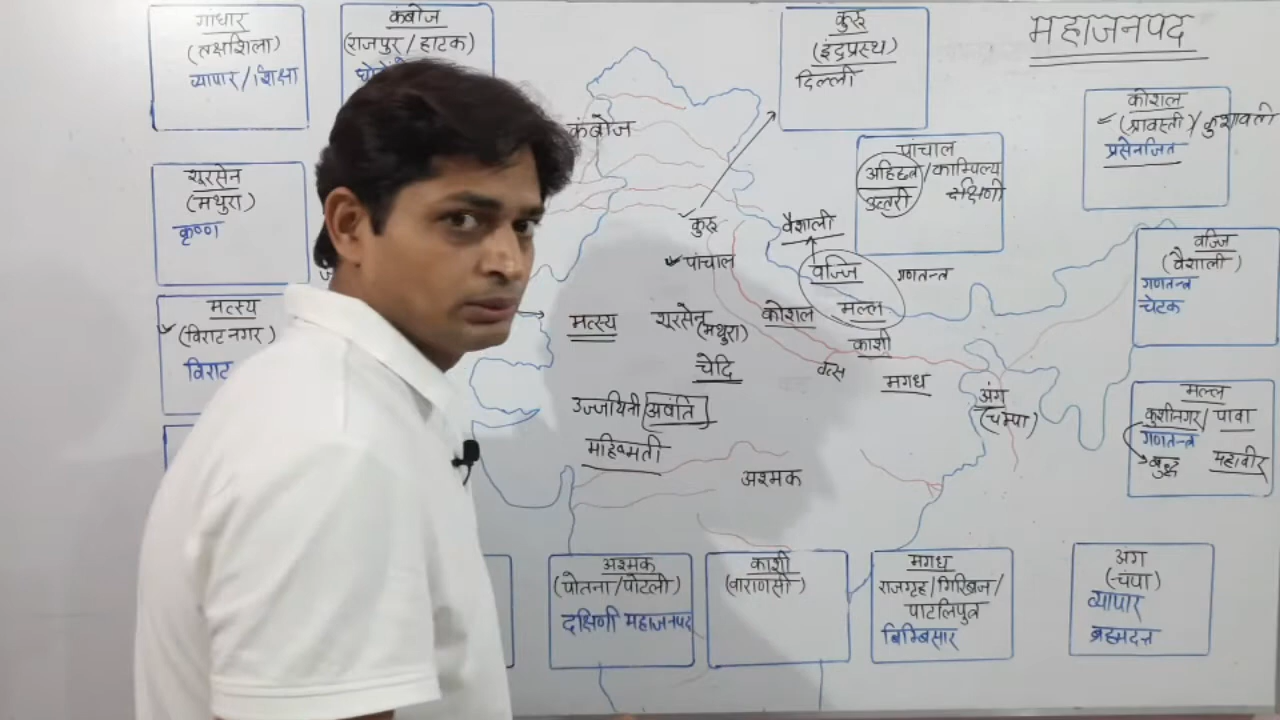 महाजनपद
गांधार
(तक्षशिला)
व्यापार/शिक्षा
कंबोज
(राजपुर/हाटक)
कुरू
(इंद्रप्रस्थ)
दिल्ली
कोशल
(श्रावस्ती)/कुशावती
प्रसेनजित
पांचाल
अहिछत्र/काम्पिल्य
उत्तरी दक्षिणी
शूरसेन
(मथुरा)
कृष्ण
वज्जि
(वैशाली)
गणतन्त्र
चेटक
मत्स्य
(विराट नगर)
विराट
मल्ल
कुशीनगर/पावा
गणतन्त्र
बुद्ध महावीर
कंबोज
कुरू
वैशाली
पांचाल
वज्जि गणतन्त्र
मल्ल
मत्स्य शूरसेन (मथुरा) कोशल
काशी
चेदि
वत्स
मगध
अंग
(चम्पा)
उज्जयिनी अवंति
महिष्मती
अश्मक
अश्मक
(पोतना/पोटली)
दक्षिणी महाजनपद
काशी
(वाराणसी)
मगध
राजगृह/गिरिव्रज/
पाटलिपुत्र
बिम्बिसार
अंग
(चंपा)
व्यापार
ब्रह्मदत्त